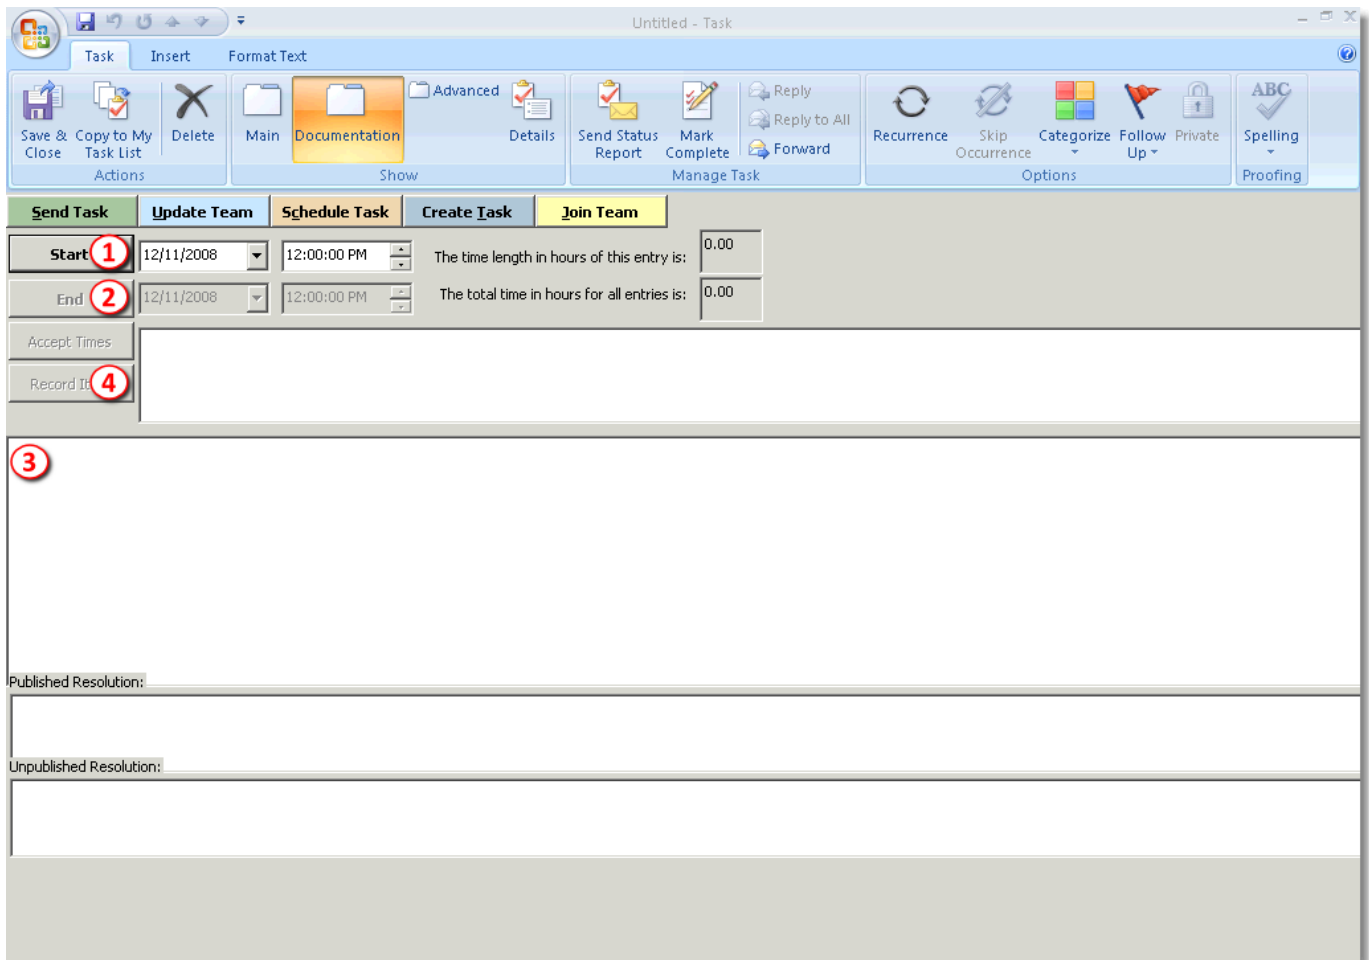 Untitled - Task
Task Insert Format Text
Save & Close Copy to My Task List Delete Main Documentation Advanced Details Send Status Report Mark Complete Reply Reply to All Forward Recurrence Skip Occurrence Categorize Follow Up Private ABC Spelling
Actions Show Manage Task Options Proofing
Send Task Update Team Schedule Task Create Task Join Team
Start 1 12/11/2008 12:00:00 PM The time length in hours of this entry is: 0.00
End 2 12/11/2008 12:00:00 PM The total time in hours for all entries is: 0.00
Accept Times
Record 4
3
Published Resolution:
Unpublished Resolution: